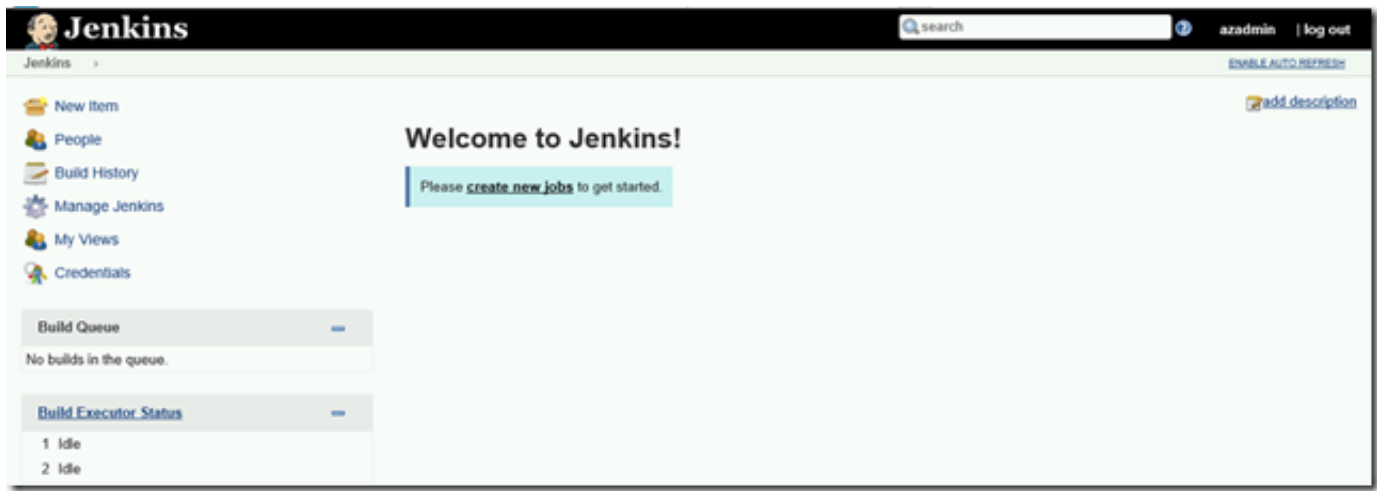 Jenkins
search
azadmin | log out
Jenkins
ENABLE AUTO REFRESH
New Item
People
Build History
Manage Jenkins
My Views
Credentials
add description
Welcome to Jenkins!
Please create new jobs to get started.
Build Queue
No builds in the queue.
Build Executor Status
1 Idle
2 Idle